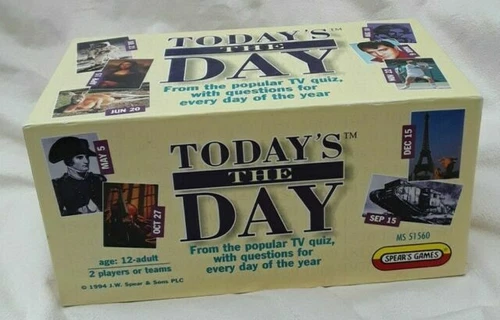 TODAY'S™
THE
DAY
From the popular TV quiz,
with questions for
every day of the year
JUN 20
TODAY'S™
THE
DAY
From the popular TV quiz,
with questions for
every day of the year
MAY 5
OCT 27
DEC 15
SEP 15
age: 12-adult
2 players or teams
© 1994 J.W. Spear & Sons PLC
MS 51560
SPEAR'S GAMES